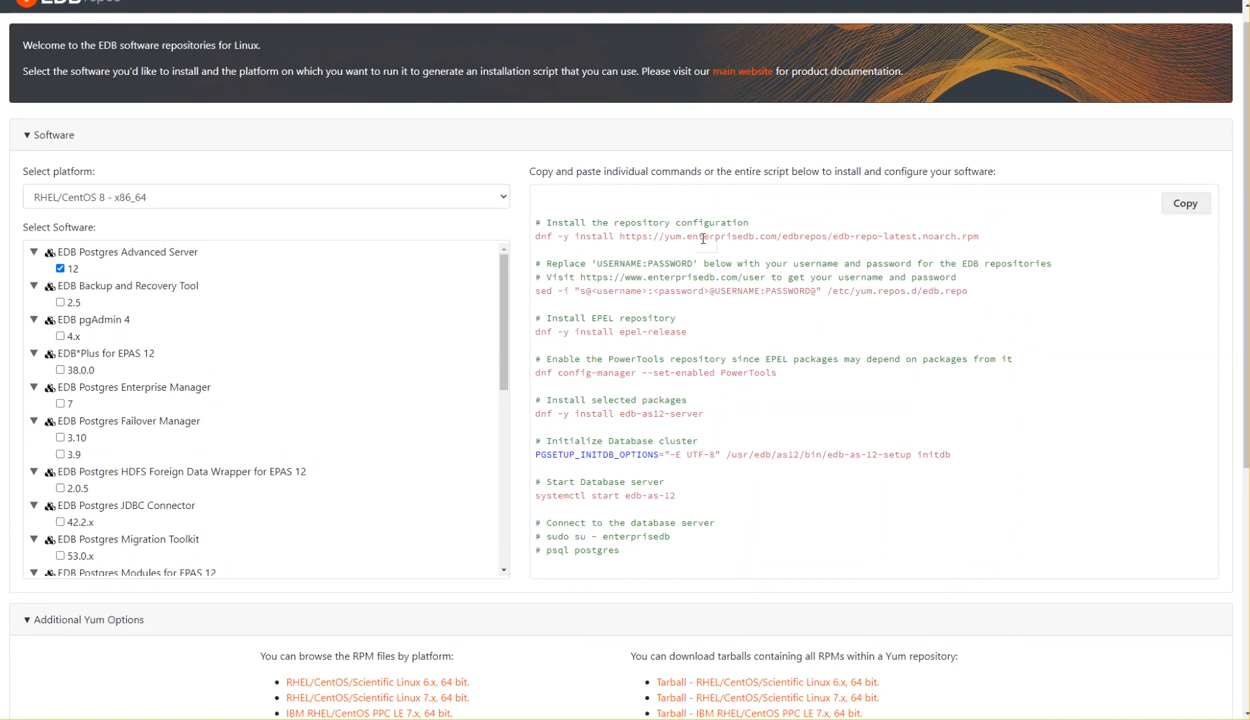 EDB repos
Welcome to the EDB software repositories for Linux.
Select the software you'd like to install and the platform on which you want to run it to generate an installation script that you can use. Please visit our main website for product documentation.
▼ Software
Select platform:
RHEL/CentOS 8 - x86_64
Select Software:
EDB Postgres Advanced Server
12
EDB Backup and Recovery Tool
2.5
EDB pgAdmin 4
4.x
EDB*Plus for EPAS 12
38.0.0
EDB Postgres Enterprise Manager
7
EDB Postgres Failover Manager
3.10
3.9
EDB Postgres HDFS Foreign Data Wrapper for EPAS 12
2.0.5
EDB Postgres JDBC Connector
42.2.x
EDB Postgres Migration Toolkit
53.0.x
EDB Postgres Modules for EPAS 12
Copy and paste individual commands or the entire script below to install and configure your software:
Copy
# Install the repository configuration
dnf -y install https://yum.enterprisedb.com/edbrepos/edb-repo-latest.noarch.rpm
# Replace 'USERNAME:PASSWORD' below with your username and password for the EDB repositories
# Visit https://www.enterprisedb.com/user to get your username and password
sed -i "s@<username>:<password>@USERNAME:PASSWORD@" /etc/yum.repos.d/edb.repo
# Install EPEL repository
dnf -y install epel-release
# Enable the PowerTools repository since EPEL packages may depend on packages from it
dnf config-manager --set-enabled PowerTools
# Install selected packages
dnf -y install edb-as12-server
# Initialize Database cluster
PGSETUP_INITDB_OPTIONS="-E UTF-8" /usr/edb/as12/bin/edb-as-12-setup initdb
# Start Database server
systemctl start edb-as-12
# Connect to the database server
# sudo su - enterprisedb
# psql postgres
▼ Additional Yum Options
You can browse the RPM files by platform:
RHEL/CentOS/Scientific Linux 6.x, 64 bit.
RHEL/CentOS/Scientific Linux 7.x, 64 bit.
IBM RHEL/CentOS PPC LE 7.x, 64 bit.
You can download tarballs containing all RPMs within a Yum repository:
Tarball - RHEL/CentOS/Scientific Linux 6.x, 64 bit.
Tarball - RHEL/CentOS/Scientific Linux 7.x, 64 bit.
Tarball - IBM RHEL/CentOS PPC LE 7.x, 64 bit.